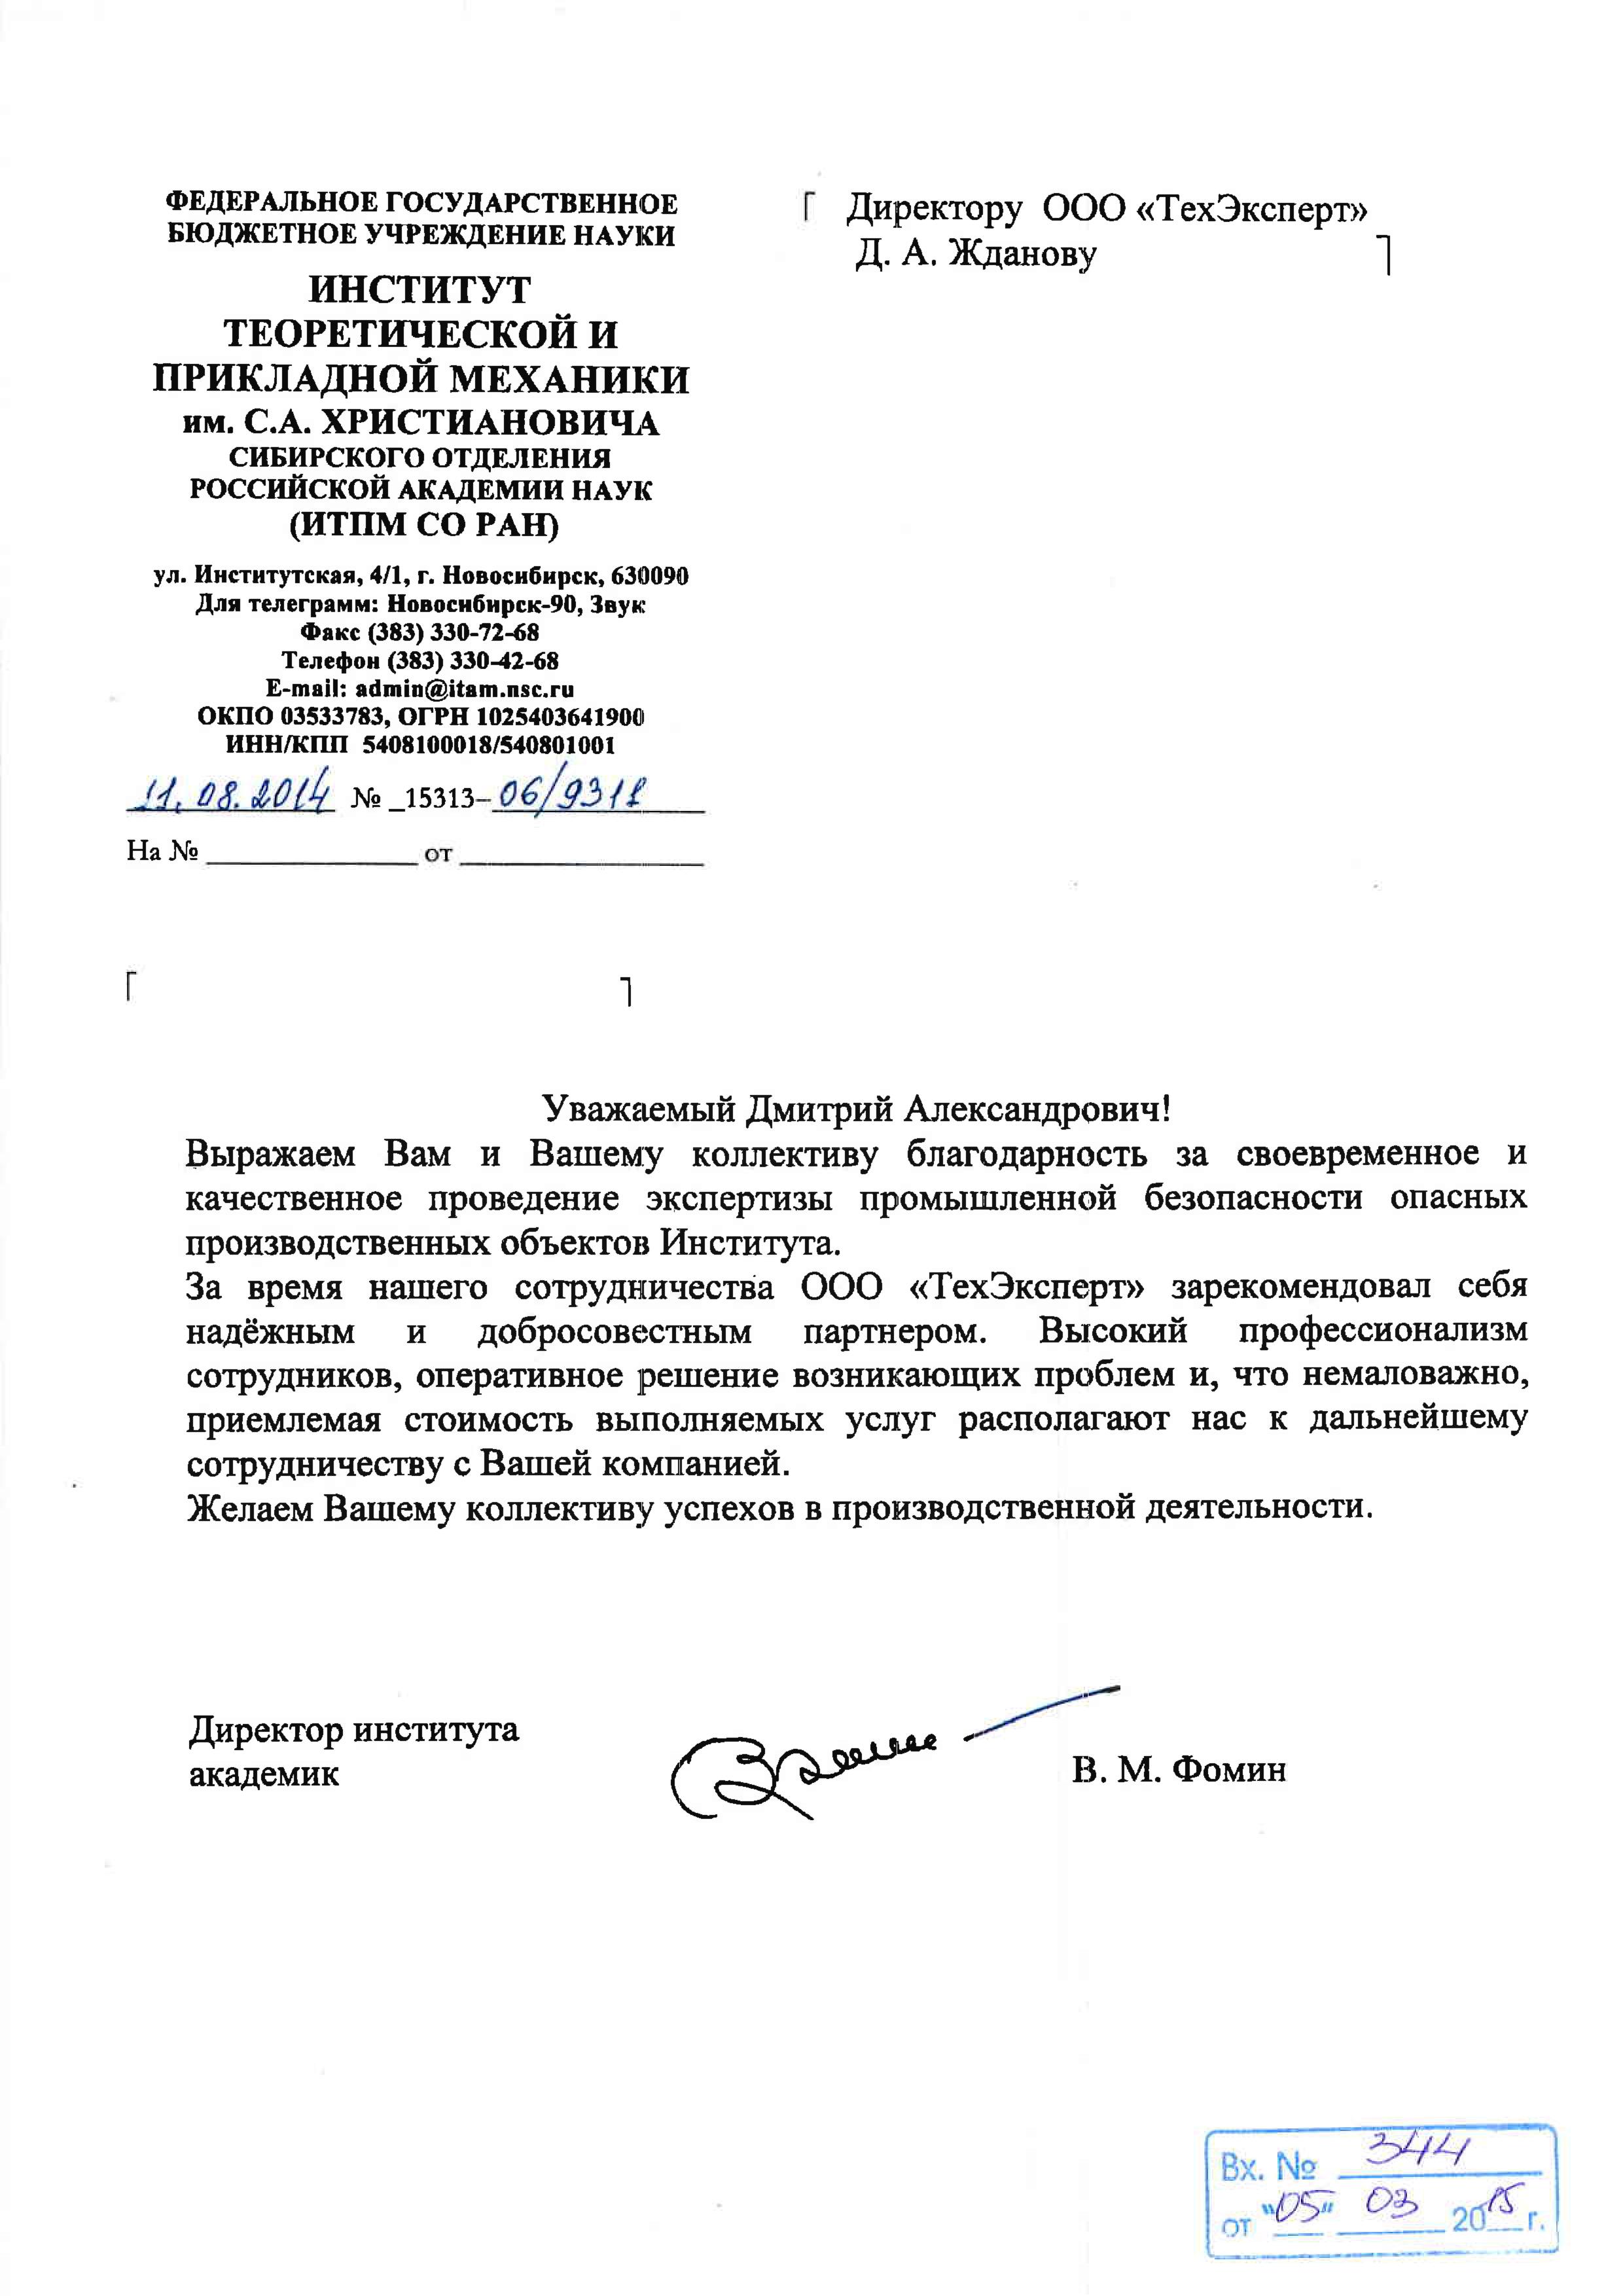 ФЕДЕРАЛЬНОЕ ГОСУДАРСТВЕННОЕ
БЮДЖЕТНОЕ УЧРЕЖДЕНИЕ НАУКИ
ИНСТИТУТ
ТЕОРЕТИЧЕСКОЙ И
ПРИКЛАДНОЙ МЕХАНИКИ
им. С.А. ХРИСТИАНОВИЧА
СИБИРСКОГО ОТДЕЛЕНИЯ
РОССИЙСКОЙ АКАДЕМИИ НАУК
(ИТПМ СО РАН)
ул. Институтская, 4/1, г. Новосибирск, 630090
Для телеграмм: Новосибирск-90, Звук
Факс (383) 330-72-68
Телефон (383) 330-42-68
E-mail: admin@itam.nsc.ru
ОКПО 03533783, ОГРН 1025403641900
ИНН/КПП 5408100018/540801001
11.08.2014 № _15313–06/9311
На № ______________ от ________________
Директору ООО «ТехЭксперт»
Д. А. Жданову
Уважаемый Дмитрий Александрович!
Выражаем Вам и Вашему коллективу благодарность за своевременное и
качественное проведение экспертизы промышленной безопасности опасных
производственных объектов Института.
За время нашего сотрудничества ООО «ТехЭксперт» зарекомендовал себя
надёжным и добросовестным партнером. Высокий профессионализм
сотрудников, оперативное решение возникающих проблем и, что немаловажно,
приемлемая стоимость выполняемых услуг располагают нас к дальнейшему
сотрудничеству с Вашей компанией.
Желаем Вашему коллективу успехов в производственной деятельности.
Директор института
академик
В. М. Фомин
Вх. № 344
от "05" 03 2015 г.